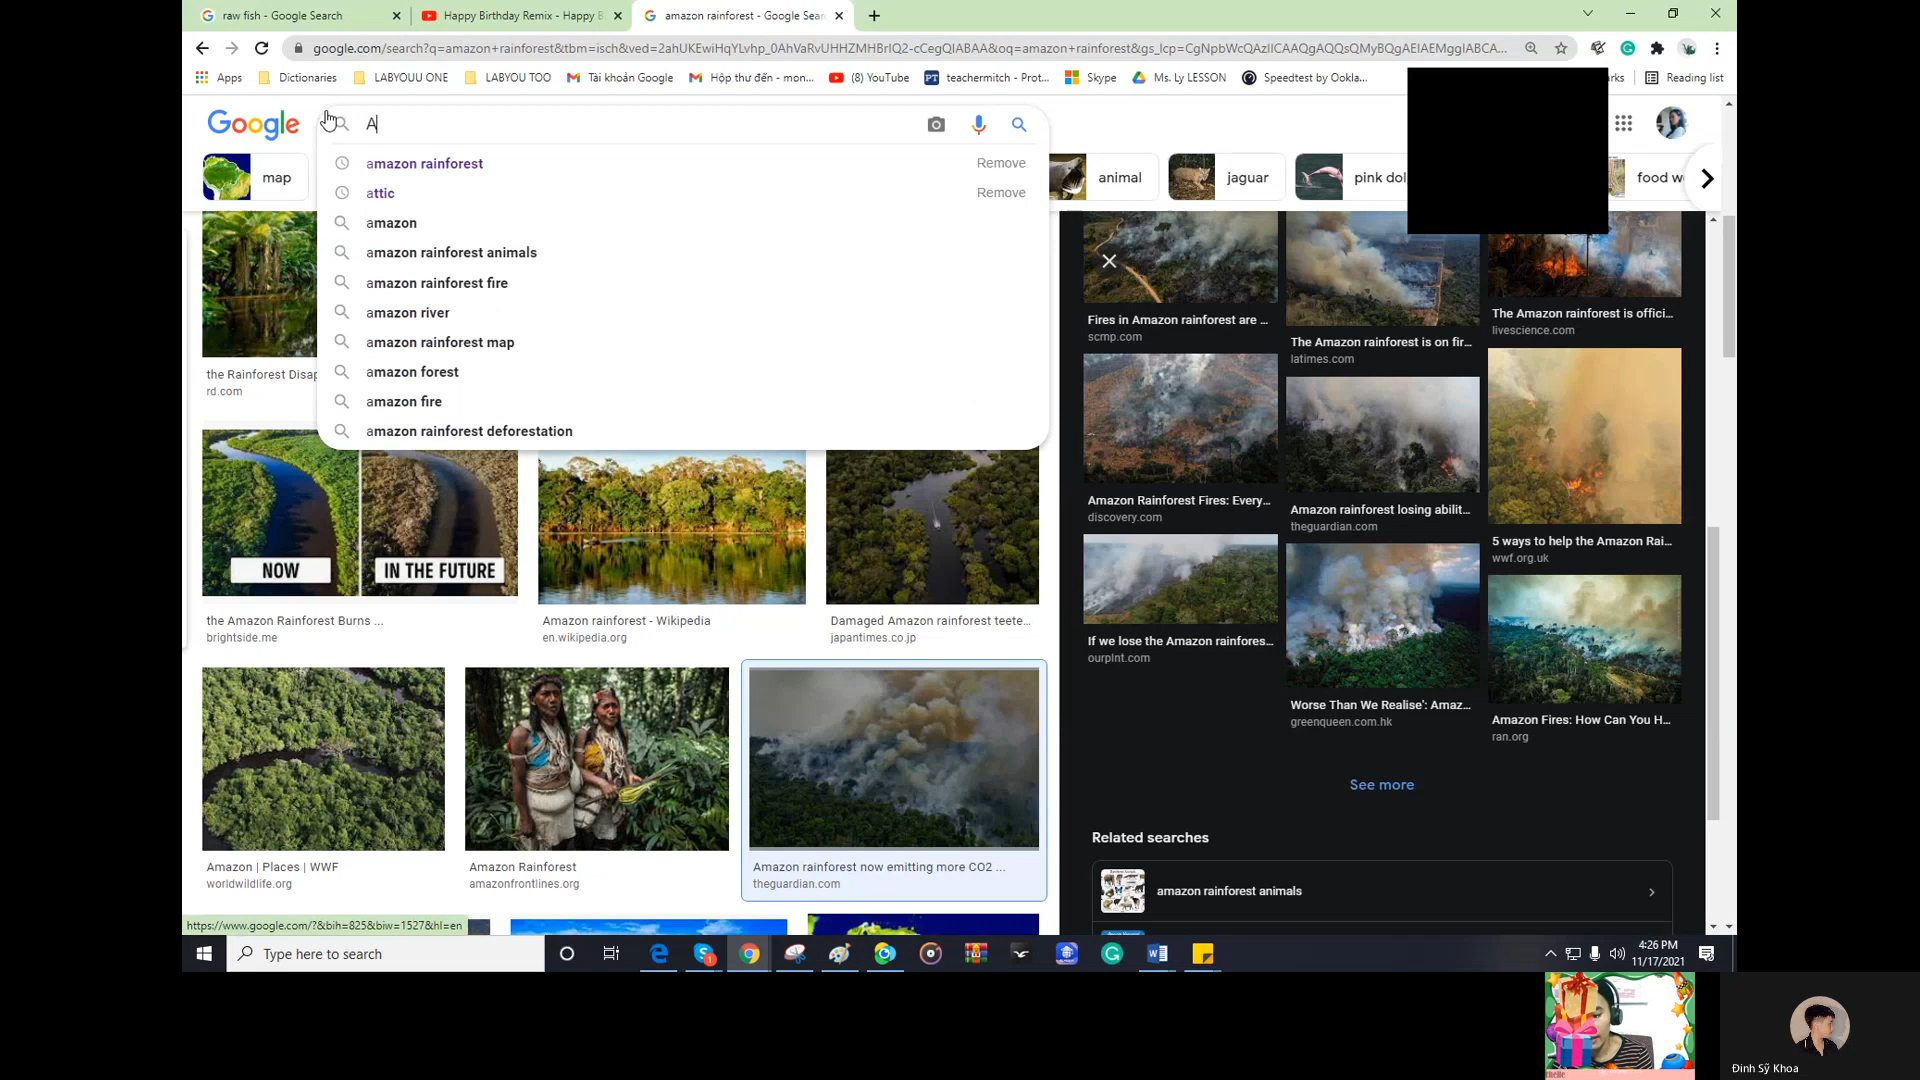 raw fish - Google Search
Happy Birthday Remix - Happy B
amazon rainforest - Google Sear
google.com/search?q=amazon+rainforest&tbm=isch&ved=2ahUKEwiHqYLvhp_0AhVaRvUHHZMHBrIQ2-cCegQIABAA&oq=amazon+rainforest&gs_lcp=CgNpbWcQAzIICAAQgAQQsQMyBQgAEIAEMggIABCA...
Apps
Dictionaries
LABYOUU ONE
LABYOU TOO
Tài khoản Google
Hộp thư đến - mon...
(8) YouTube
teachermitch - Prot...
Skype
Ms. Ly LESSON
Speedtest by Ookla...
Reading list
Google
A
amazon rainforest Remove
attic Remove
amazon
amazon rainforest animals
amazon rainforest fire
amazon river
amazon rainforest map
amazon forest
amazon fire
amazon rainforest deforestation
map
animal
jaguar
pink dol
food w
the Rainforest Disap
rd.com
NOW
IN THE FUTURE
the Amazon Rainforest Burns ...
brightside.me
Amazon rainforest - Wikipedia
en.wikipedia.org
Damaged Amazon rainforest teete...
japantimes.co.jp
Amazon | Places | WWF
worldwildlife.org
Amazon Rainforest
amazonfrontlines.org
Amazon rainforest now emitting more CO2 ...
theguardian.com
Fires in Amazon rainforest are ...
scmp.com
The Amazon rainforest is on fir...
latimes.com
The Amazon rainforest is offici...
livescience.com
Amazon Rainforest Fires: Every...
discovery.com
Amazon rainforest losing abilit...
theguardian.com
5 ways to help the Amazon Rai...
wwf.org.uk
If we lose the Amazon rainfores...
ourplnt.com
Worse Than We Realise': Amaz...
greenqueen.com.hk
Amazon Fires: How Can You H...
ran.org
See more
Related searches
amazon rainforest animals
https://www.google.com/?&bih=825&biw=1527&hl=en
Type here to search
4:26 PM
11/17/2021
Đinh Sỹ Khoa